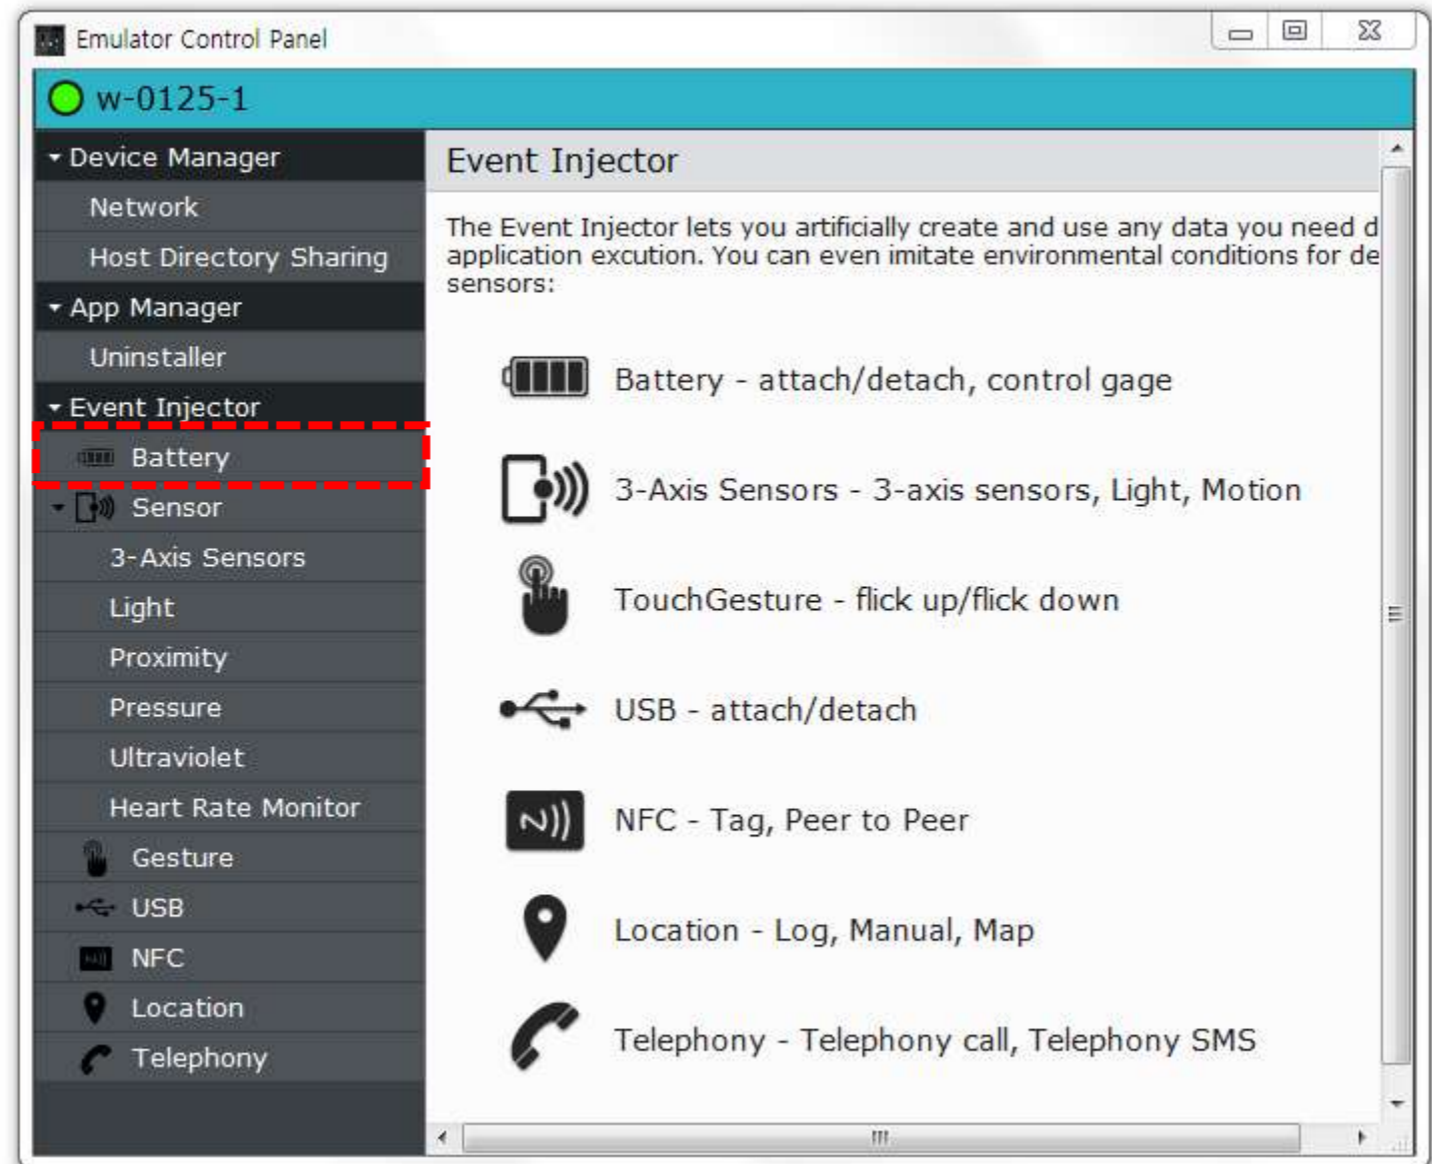 Emulator Control Panel
w-0125-1
Device Manager
Network
Host Directory Sharing
App Manager
Uninstaller
Event Injector
Battery
Sensor
3-Axis Sensors
Light
Proximity
Pressure
Ultraviolet
Heart Rate Monitor
Gesture
USB
NFC
Location
Telephony
Event Injector
The Event Injector lets you artificially create and use any data you need d
application excution. You can even imitate environmental conditions for de
sensors:
Battery - attach/detach, control gage
3-Axis Sensors - 3-axis sensors, Light, Motion
TouchGesture - flick up/flick down
USB - attach/detach
NFC - Tag, Peer to Peer
Location - Log, Manual, Map
Telephony - Telephony call, Telephony SMS